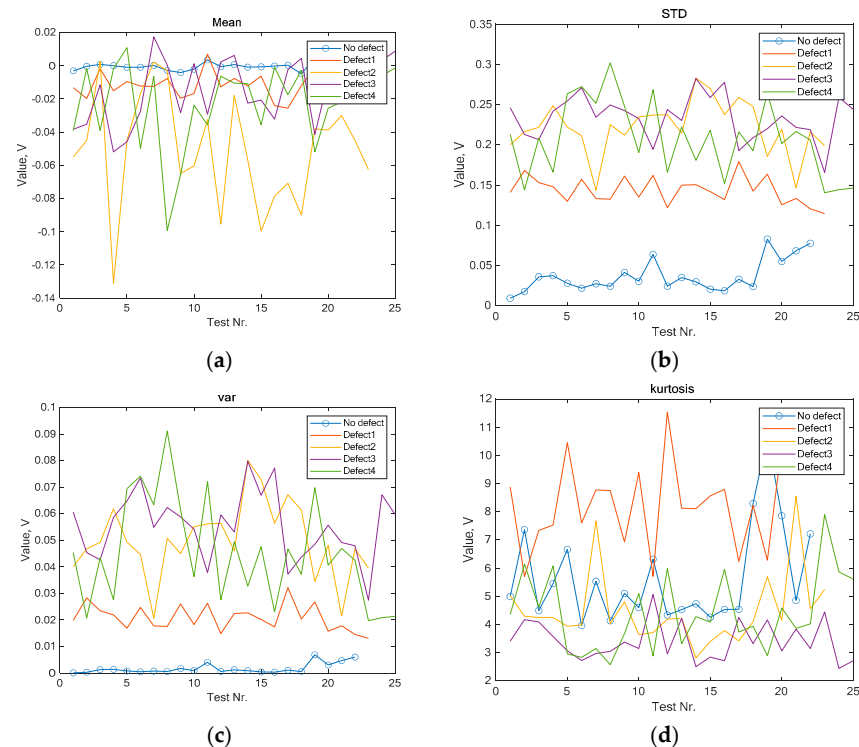 Mean
0.02
0
-0.02
-0.04
-0.06
-0.08
-0.1
-0.12
-0.14
Value, V
0 5 10 15 20 25
Test Nr.
No defect
Defect1
Defect2
Defect3
Defect4
(a)
STD
0.35
0.3
0.25
0.2
0.15
0.1
0.05
0
Value, V
0 5 10 15 20 25
Test Nr.
No defect
Defect1
Defect2
Defect3
Defect4
(b)
var
0.1
0.09
0.08
0.07
0.06
0.05
0.04
0.03
0.02
0.01
0
Value, V
0 5 10 15 20 25
Test Nr.
No defect
Defect1
Defect2
Defect3
Defect4
(c)
kurtosis
12
11
10
9
8
7
6
5
4
3
2
Value, V
0 5 10 15 20 25
Test Nr.
No defect
Defect1
Defect2
Defect3
Defect4
(d)